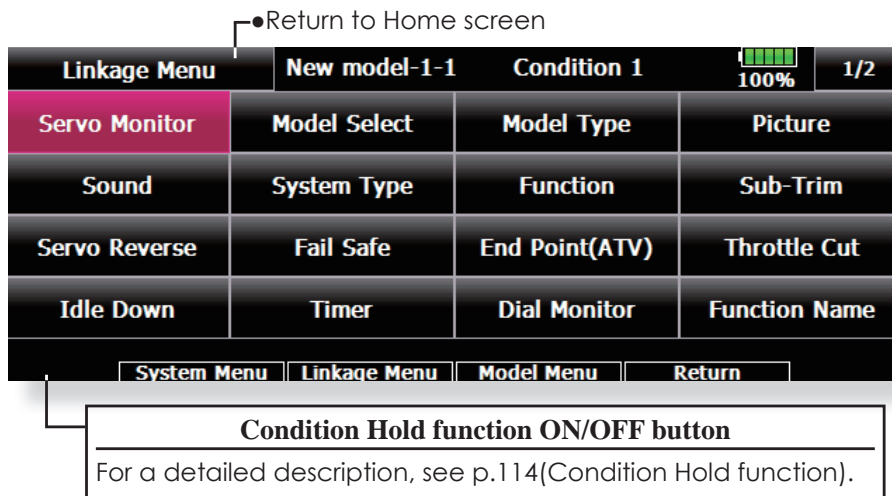 ●Return to Home screen
Linkage Menu New model-1-1 Condition 1 100% 1/2
Servo Monitor Model Select Model Type Picture
Sound System Type Function Sub-Trim
Servo Reverse Fail Safe End Point(ATV) Throttle Cut
Idle Down Timer Dial Monitor Function Name
System Menu Linkage Menu Model Menu Return
Condition Hold function ON/OFF button
For a detailed description, see p.114(Condition Hold function).